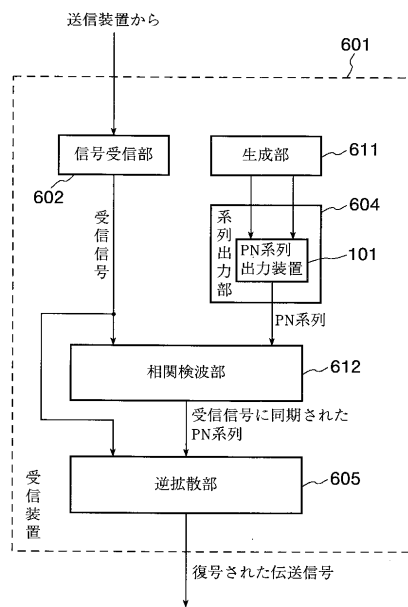 送信装置から
601
信号受信部
602
生成部
611
受信信号
系列出力部
604
PN系列
出力装置
101
PN系列
相関検波部
612
受信信号に同期された
PN系列
逆拡散部
605
受信装置
復号された伝送信号